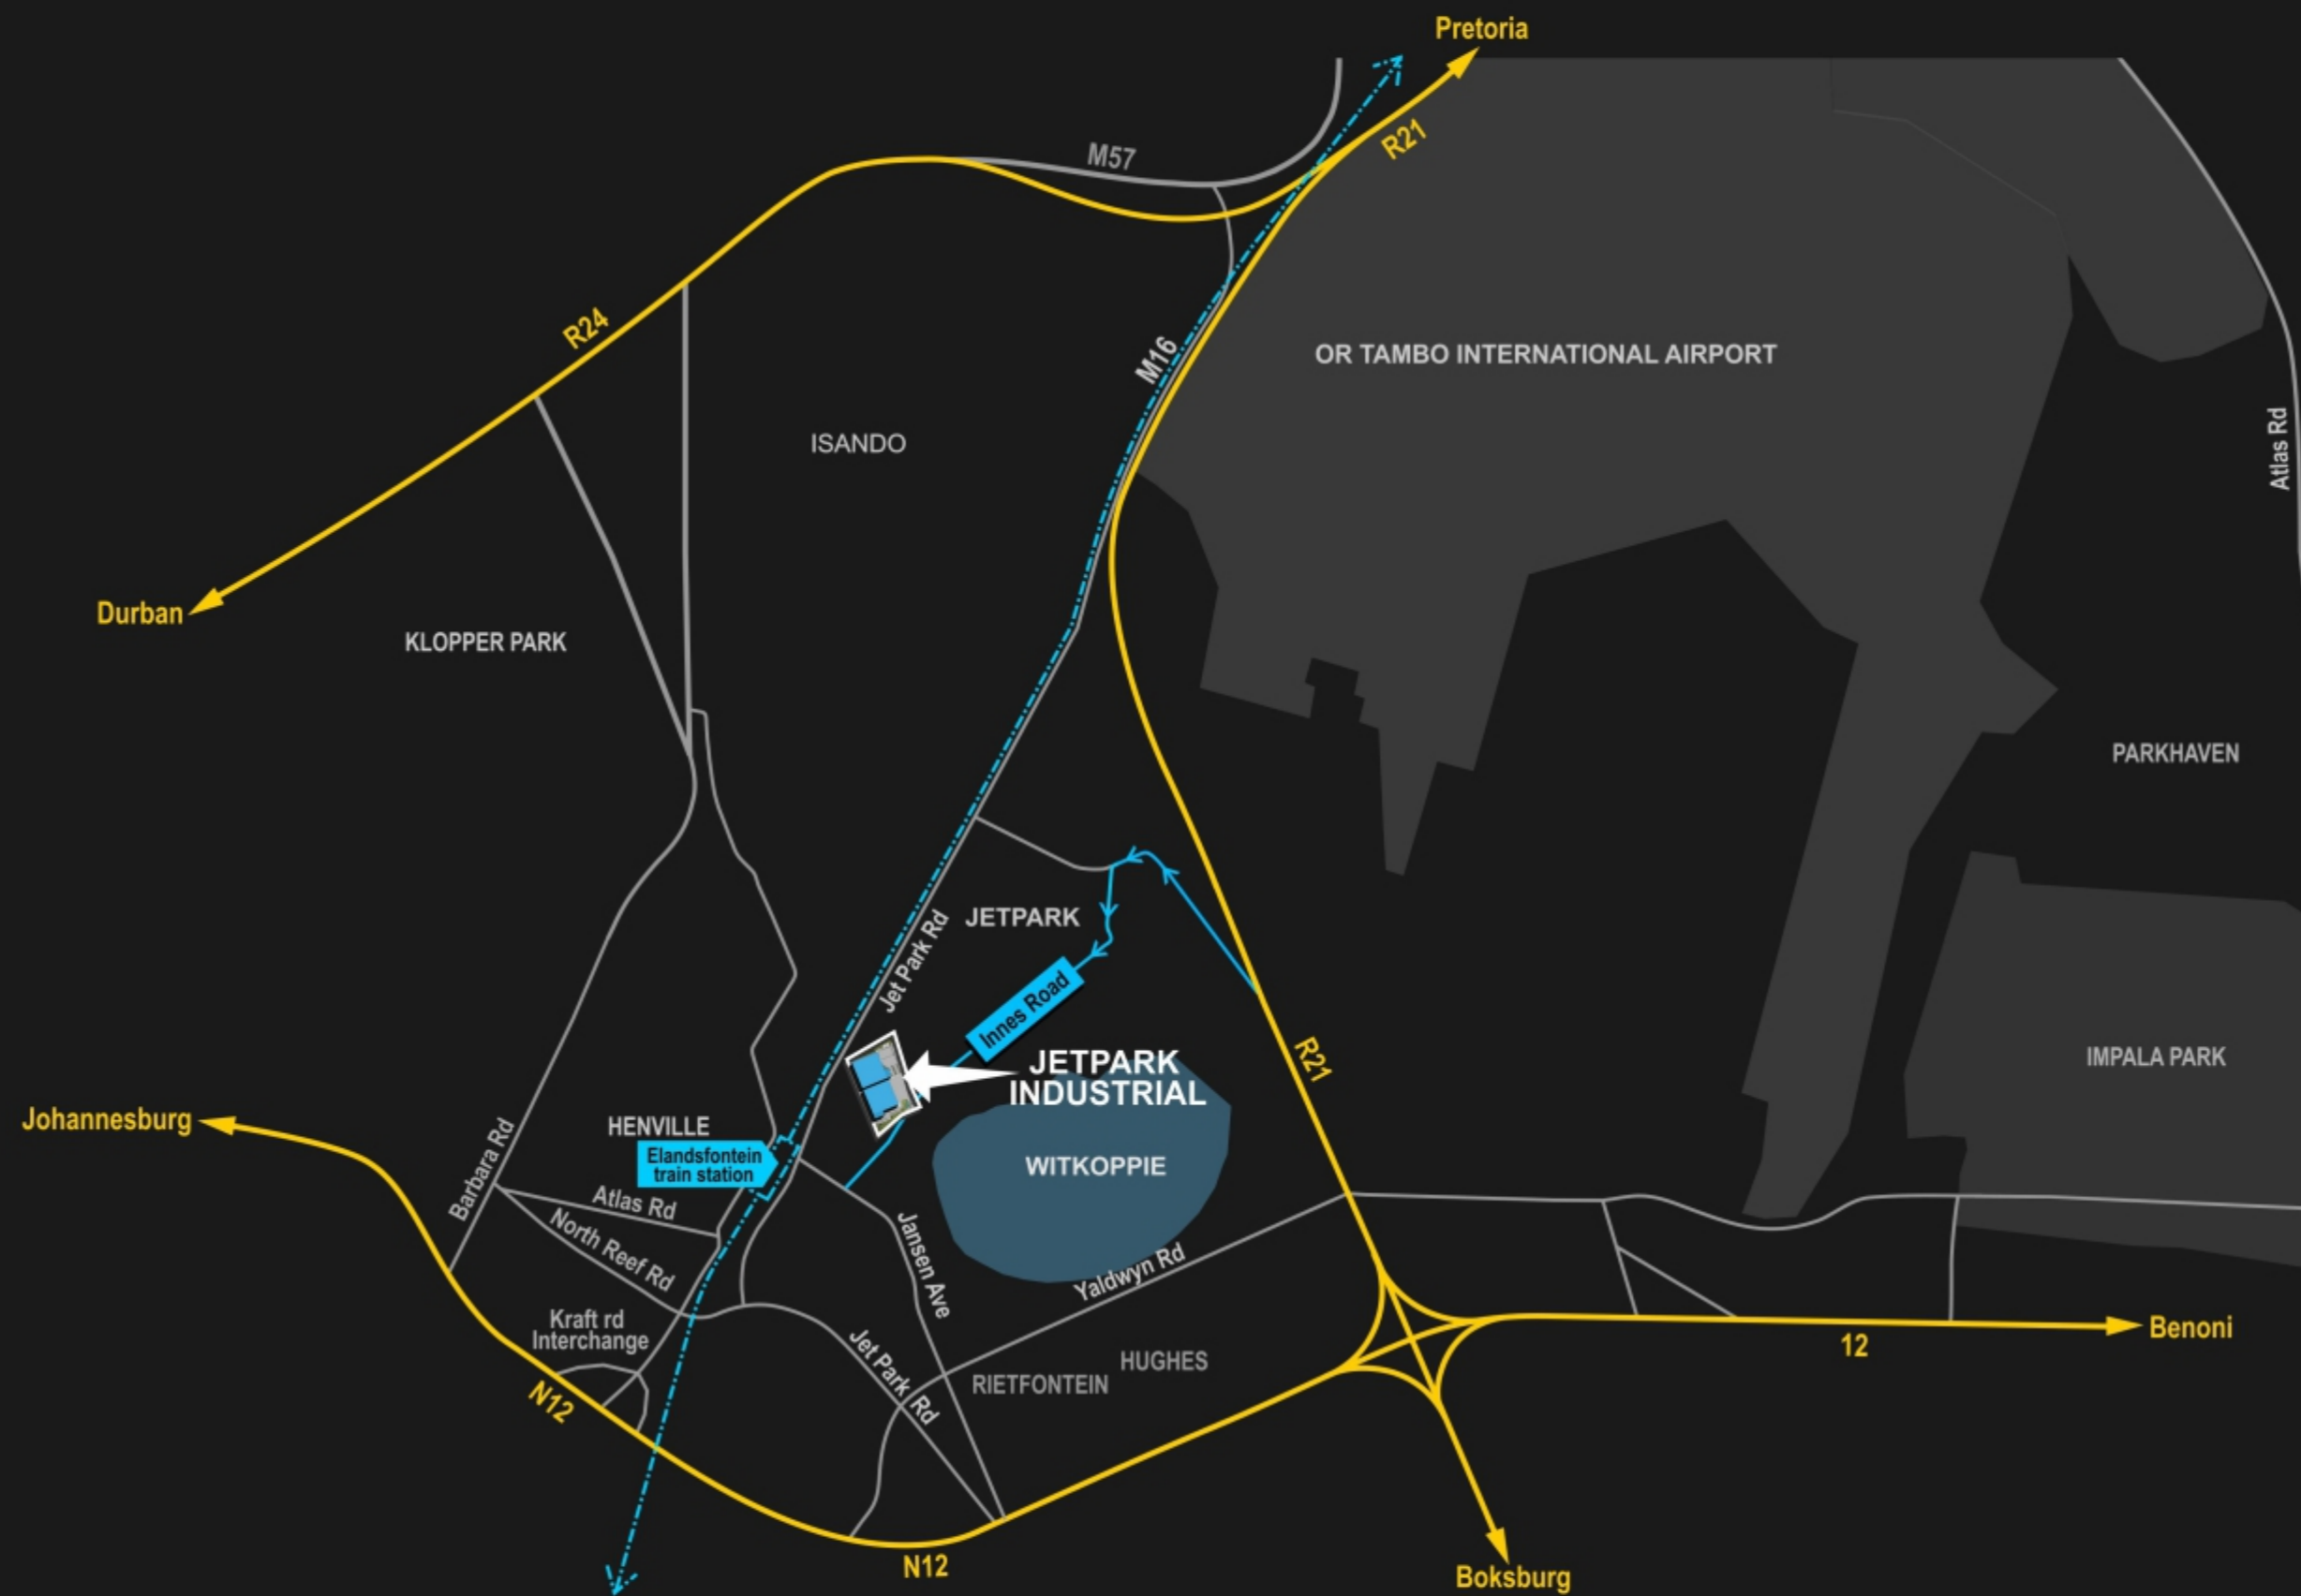 Pretoria
R21
M57
R24
M16
OR TAMBO INTERNATIONAL AIRPORT
ISANDO
Atlas Rd
Durban
KLOPPER PARK
PARKHAVEN
JETPARK
Jet Park Rd
Innes Road
R21
JETPARK
INDUSTRIAL
IMPALA PARK
Johannesburg
HENVILLE
Barbara Rd
Elandsfontein
train station
WITKOPPIE
Atlas Rd
North Reef Rd
Jansen Ave
Yaldwyn Rd
Kraft rd
Interchange
Jet Park Rd
HUGHES
RIETFONTEIN
12
Benoni
N12
N12
Boksburg